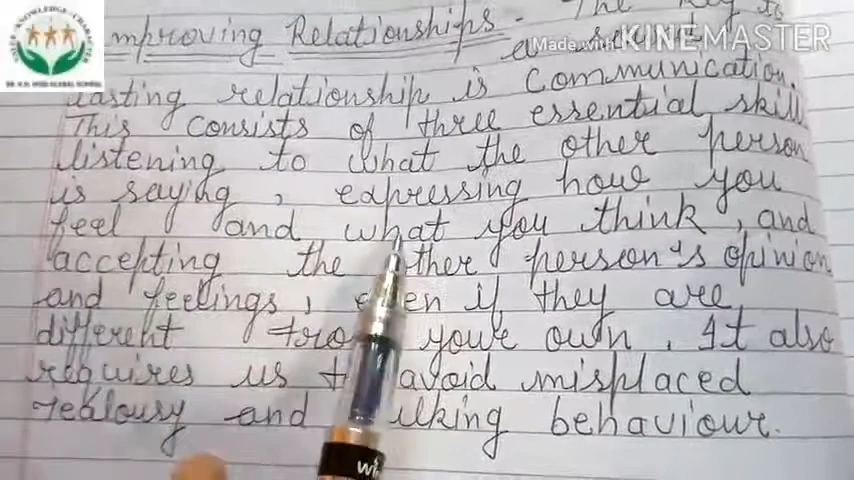 Improving Relationships - The key to
Made with KINEMASTER
a secure
lasting relationship is communication.
This consists of three essential skill
listening to what the other person
is saying, expressing how you
feel and what you think, and
accepting the other person's opinion
and feelings, even if they are
different from your own. It also
requires us to avoid misplaced
jealousy and sulking behaviour.